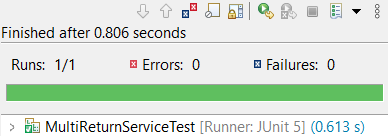 Finished after 0.806 seconds
Runs: 1/1 Errors: 0 Failures: 0
MultiReturnServiceTest [Runner: JUnit 5] (0.613 s)